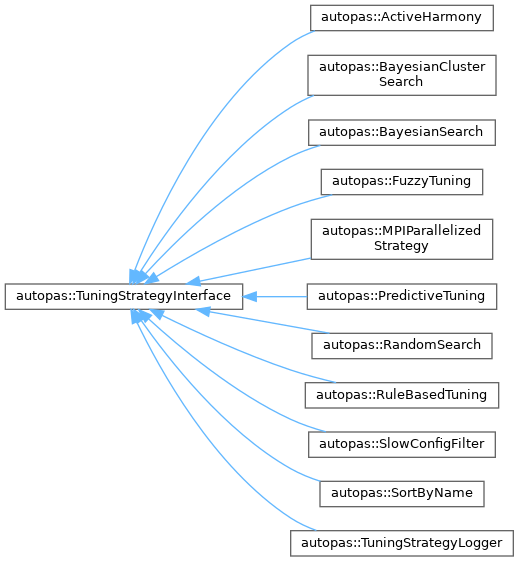 autopas::ActiveHarmony
autopas::BayesianCluster
Search
autopas::BayesianSearch
autopas::FuzzyTuning
autopas::MPIParallelized
Strategy
autopas::TuningStrategyInterface
autopas::PredictiveTuning
autopas::RandomSearch
autopas::RuleBasedTuning
autopas::SlowConfigFilter
autopas::SortByName
autopas::TuningStrategyLogger